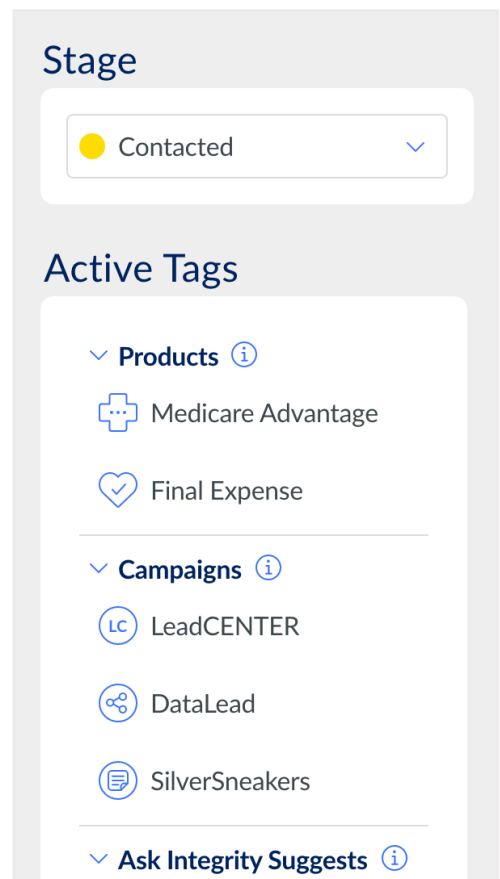 Stage
Contacted
Active Tags
Products
Medicare Advantage
Final Expense
Campaigns
LC LeadCENTER
DataLead
SilverSneakers
Ask Integrity Suggests